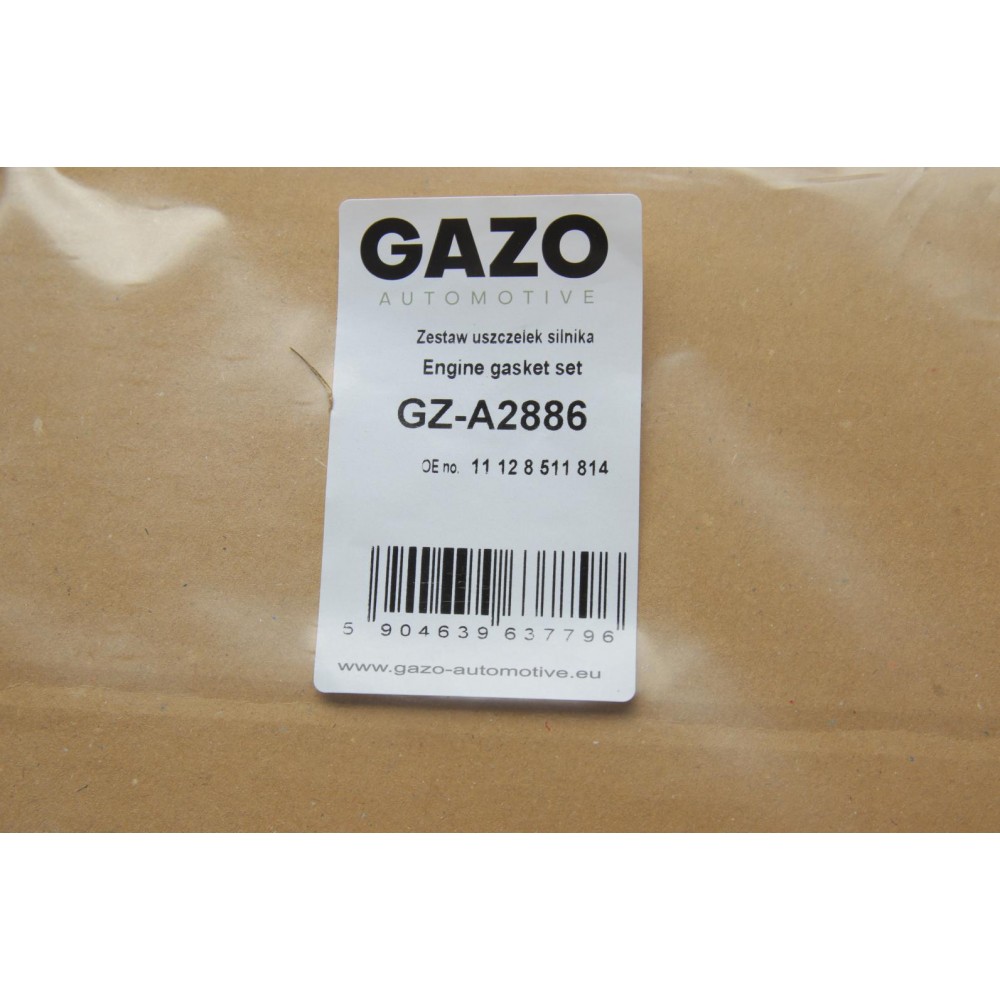 GAZO
AUTOMOTIVE
Zestaw uszczelek silnika
Engine gasket set
GZ-A2886
OE no. 11 12 8 511 814
5 904639 637796
www.gazo-automotive.eu